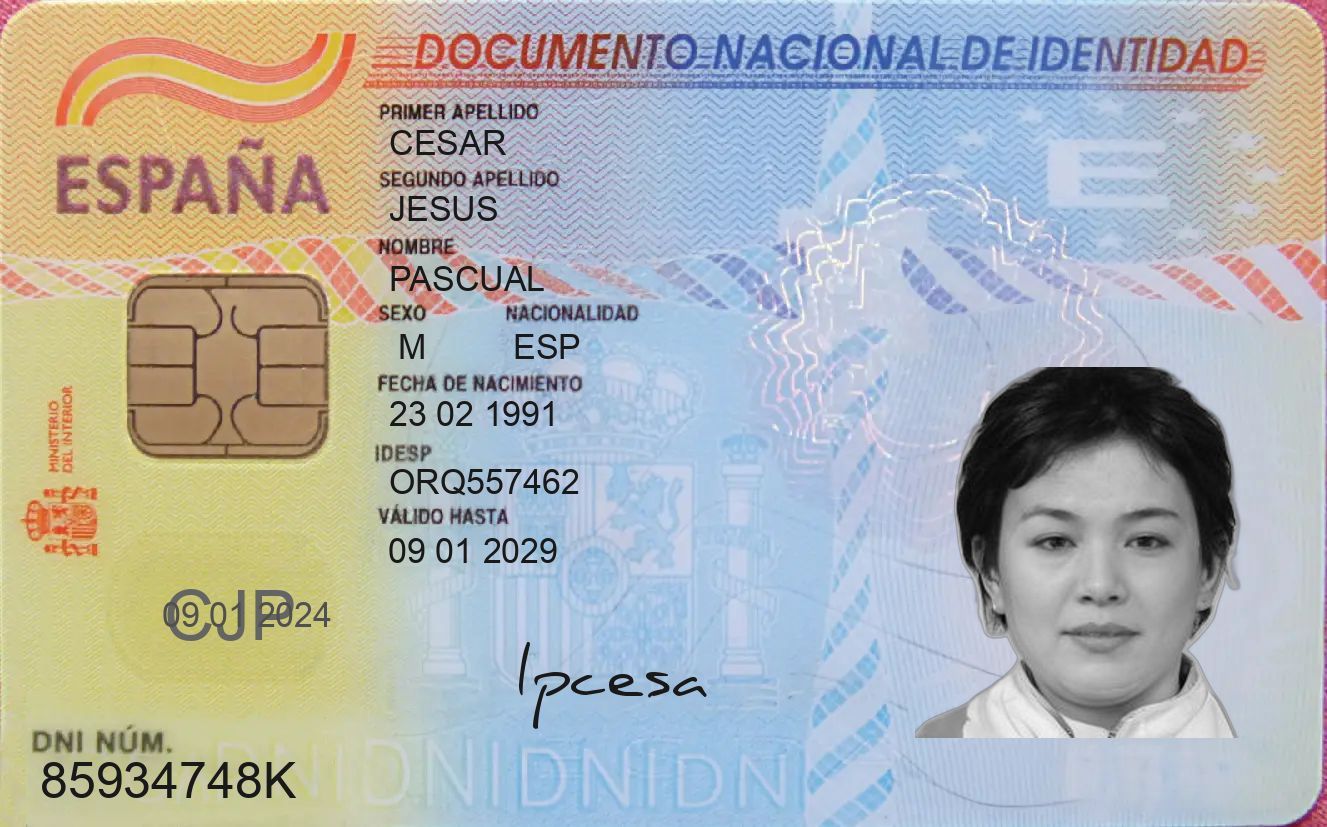 DOCUMENTO NACIONAL DE IDENTIDAD
ESPAÑA
PRIMER APELLIDO
CESAR
SEGUNDO APELLIDO
JESUS
NOMBRE
PASCUAL
SEXO NACIONALIDAD
M ESP
FECHA DE NACIMIENTO
23 02 1991
IDESP
ORQ557462
VÁLIDO HASTA
09 01 2029
MINISTERIO
DEL INTERIOR
E
CJP
09 01 2024
Ipcesa
DNI NÚM.
85934748K
DNIDNIDNIDNI